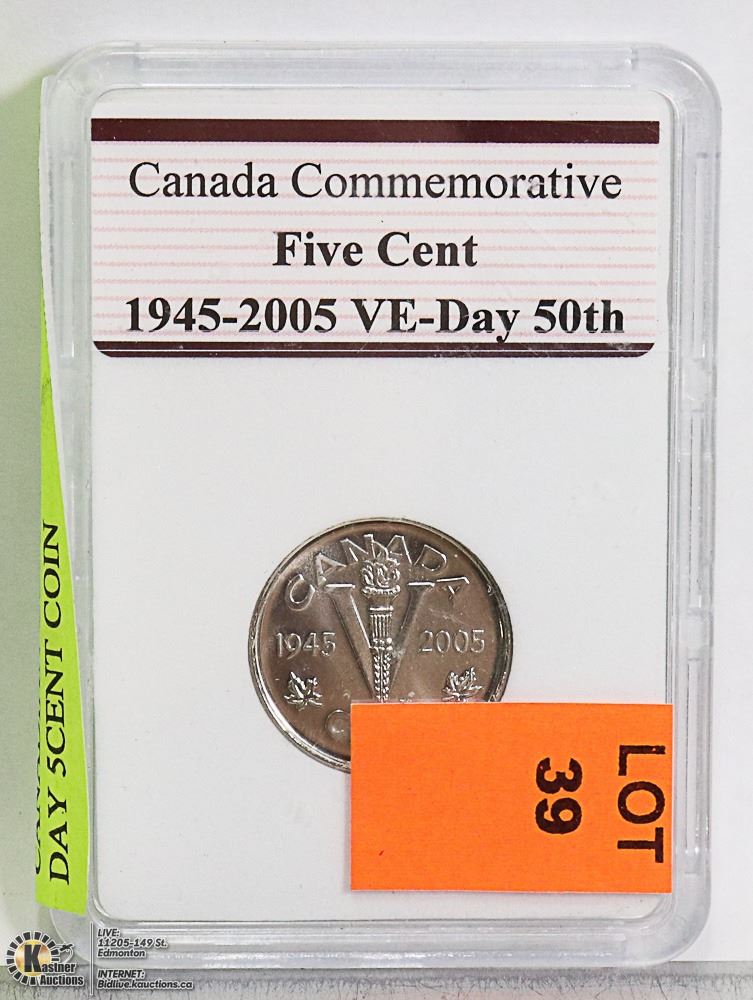 Canada Commemorative
Five Cent
1945-2005 VE-Day 50th
CANADA
1945 2005
LOT
39
DAY 5CENT COIN
Kastner
Auctions
LIVE:
11205-149 St.
Edmonton
INTERNET:
Bidlive.kauctions.ca